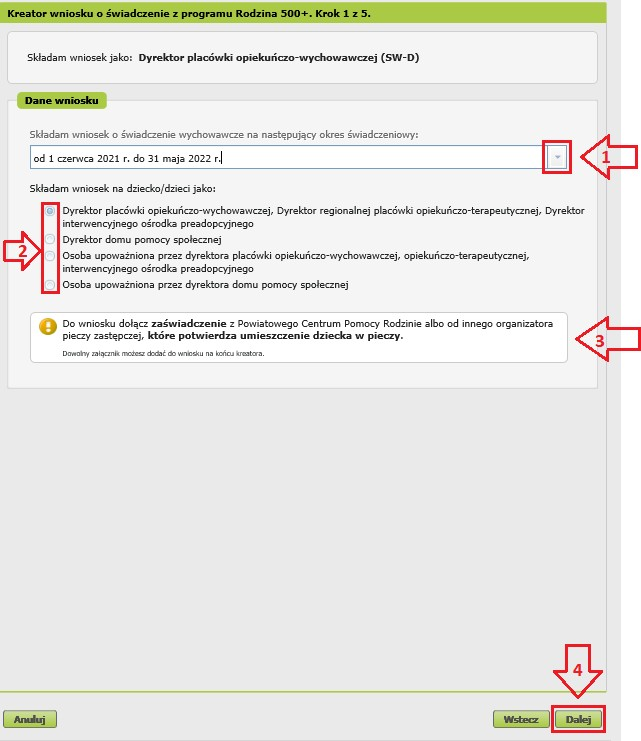 Kreator wniosku o świadczenie z programu Rodzina 500+. Krok 1 z 5.
Składam wniosek jako: Dyrektor placówki opiekuńczo-wychowawczej (SW-D)
Dane wniosku
Składam wniosek o świadczenie wychowawcze na następujący okres świadczeniowy:
od 1 czerwca 2021 r. do 31 maja 2022 r.
1
Składam wniosek na dziecko/dzieci jako:
Dyrektor placówki opiekuńczo-wychowawczej, Dyrektor regionalnej placówki opiekuńczo-terapeutycznej, Dyrektor
interwencyjnego ośrodka preadopcyjnego
2
Dyrektor domu pomocy społecznej
Osoba upoważniona przez dyrektora placówki opiekuńczo-wychowawczej, opiekuńczo-terapeutycznej,
interwencyjnego ośrodka preadopcyjnego
Osoba upoważniona przez dyrektora domu pomocy społecznej
Do wniosku dołącz zaświadczenie z Powiatowego Centrum Pomocy Rodzinie albo od innego organizatora
pieczy zastępczej, które potwierdza umieszczenie dziecka w pieczy.
3
Dowolny załącznik możesz dodać do wniosku na końcu kreatora.
4
Anuluj
Wstecz
Dalej